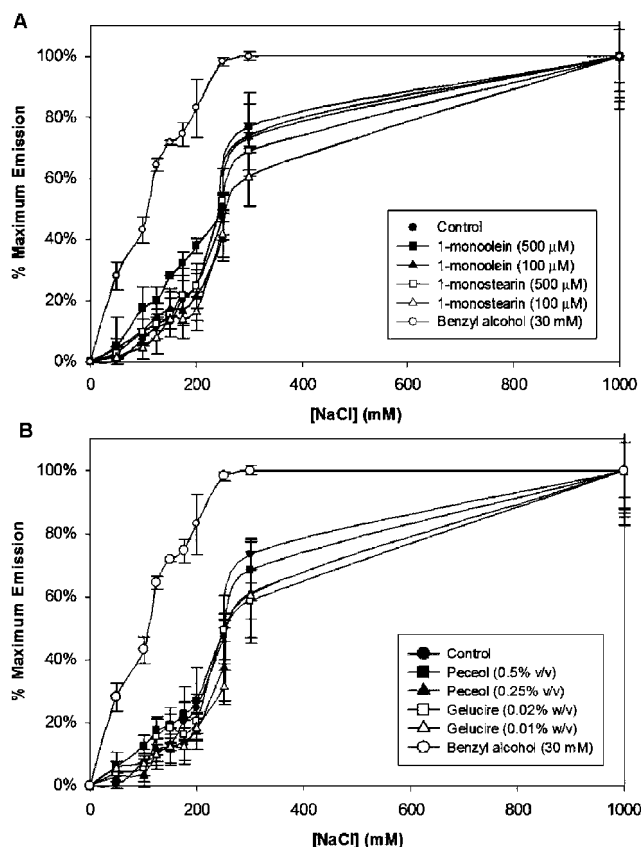 A
100%
80%
60%
40%
20%
0%
% Maximum Emission
Control
1-monoolein (500 µM)
1-monoolein (100 µM)
1-monostearin (500 µM)
1-monostearin (100 µM)
Benzyl alcohol (30 mM)
0 200 400 600 800 1000
[NaCl] (mM)
B
100%
80%
60%
40%
20%
0%
% Maximum Emission
Control
Peceol (0.5% v/v)
Peceol (0.25% v/v)
Gelucire (0.02% w/v)
Gelucire (0.01% w/v)
Benzyl alcohol (30 mM)
0 200 400 600 800 1000
[NaCl] (mM)